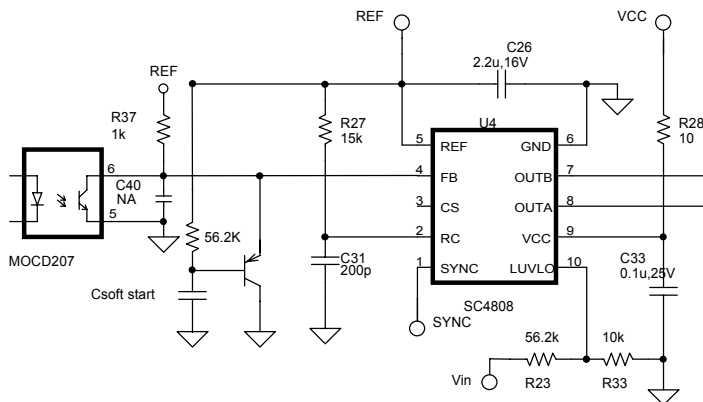 REF
VCC
C26
2.2u,16V
REF
R37
1k
R27
15k
U4
R28
10
5
REF
GND
6
6
4
FB
OUTB
7
C40
NA
3
CS
OUTA
8
5
56.2K
2
RC
VCC
9
MOCD207
C31
200p
C33
0.1u,25V
1
SYNC
LUVLO
10
Csoft start
SC4808
SYNC
56.2k
10k
Vin
R23
R33